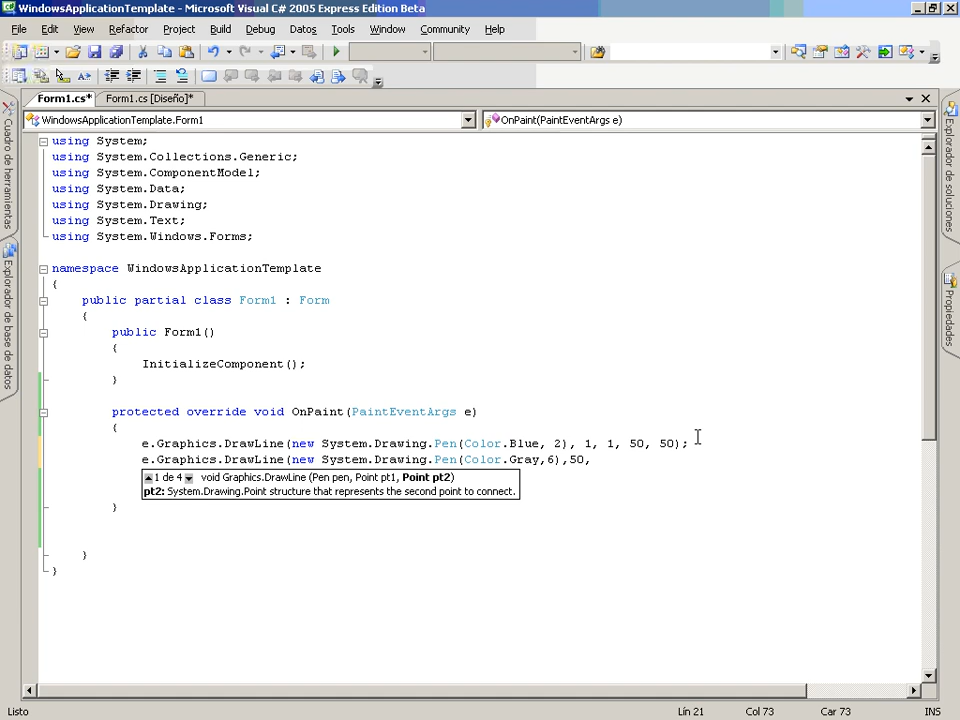 WindowsApplicationTemplate - Microsoft Visual C# 2005 Express Edition Beta
File Edit View Refactor Project Build Debug Datos Tools Window Community Help
Form1.cs* Form1.cs [Diseño]*
WindowsApplicationTemplate.Form1 OnPaint(PaintEventArgs e)
Cuadro de herramientas
Explorador de base de datos
using System;
using System.Collections.Generic;
using System.ComponentModel;
using System.Data;
using System.Drawing;
using System.Text;
using System.Windows.Forms;
namespace WindowsApplicationTemplate
{
public partial class Form1 : Form
{
public Form1()
{
InitializeComponent();
}
protected override void OnPaint(PaintEventArgs e)
{
e.Graphics.DrawLine(new System.Drawing.Pen(Color.Blue, 2), 1, 1, 50, 50);
e.Graphics.DrawLine(new System.Drawing.Pen(Color.Gray,6),50,
1 de 4 void Graphics.DrawLine (Pen pen, Point pt1, Point pt2)
pt2: System.Drawing.Point structure that represents the second point to connect.
}
}
}
Explorador de soluciones
Propiedades
Listo Lín 21 Col 73 Car 73 INS